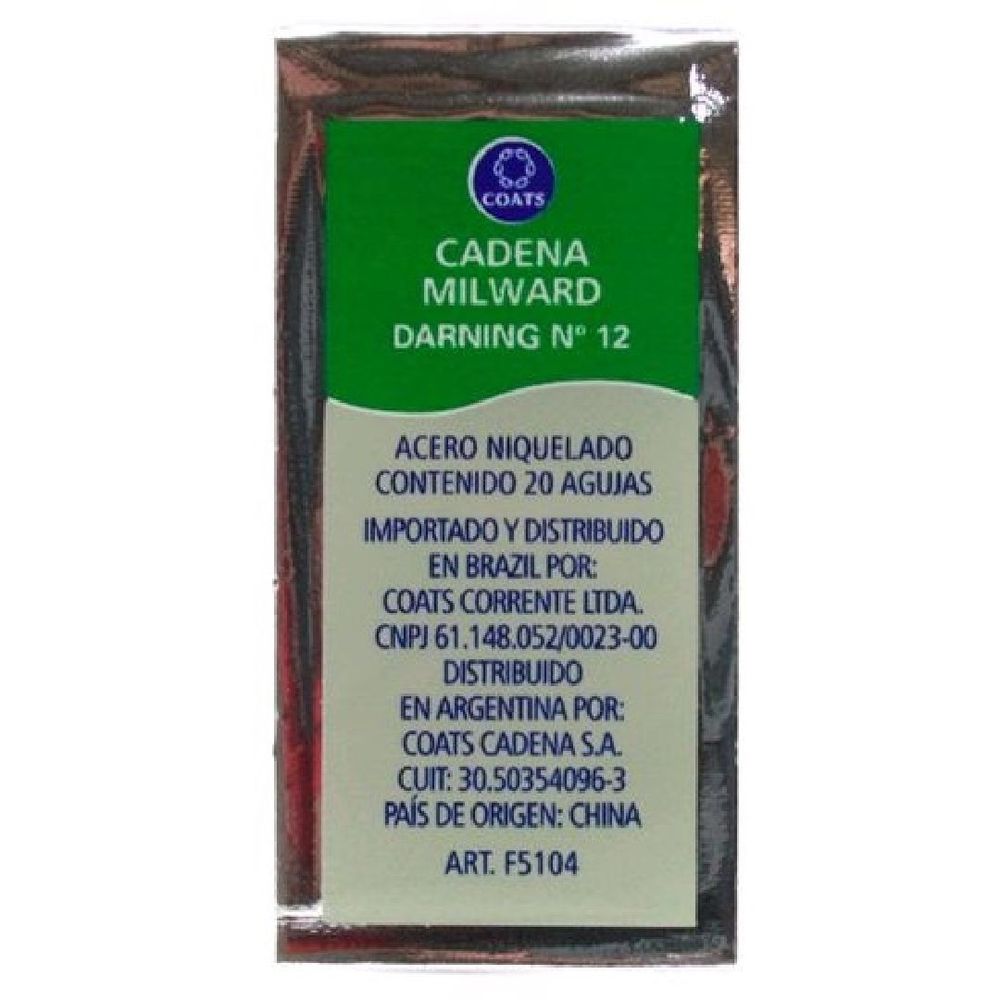 COATS
CADENA
MILWARD
DARNING Nº 12
ACERO NIQUELADO
CONTENIDO 20 AGUJAS
IMPORTADO Y DISTRIBUIDO
EN BRAZIL POR:
COATS CORRENTE LTDA.
CNPJ 61.148.052/0023-00
DISTRIBUIDO
EN ARGENTINA POR:
COATS CADENA S.A.
CUIT: 30.50354096-3
PAÍS DE ORIGEN: CHINA
ART. F5104